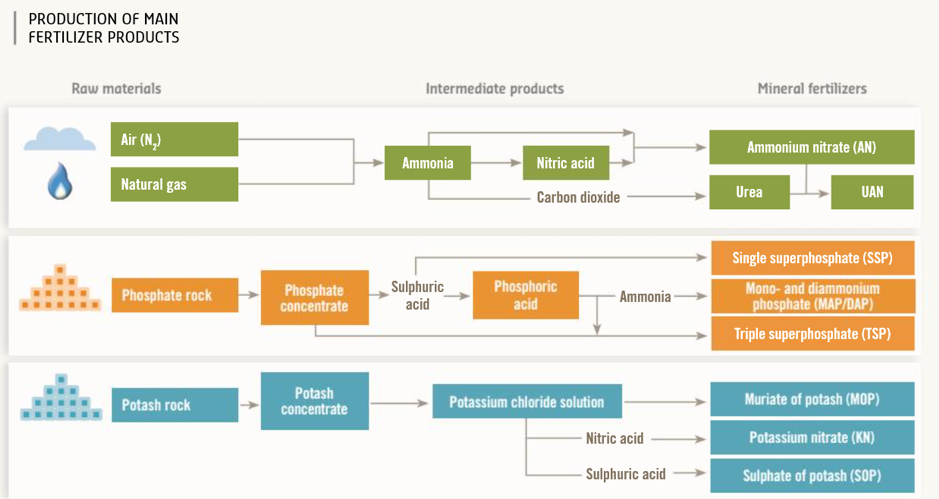 PRODUCTION OF MAIN
FERTILIZER PRODUCTS
Raw materials
Intermediate products
Mineral fertilizers
Air (N₂)
Natural gas
Ammonia
Nitric acid
Carbon dioxide
Ammonium nitrate (AN)
Urea
UAN
Phosphate rock
Phosphate
concentrate
Sulphuric
acid
Phosphoric
acid
Ammonia
Single superphosphate (SSP)
Mono- and diammonium
phosphate (MAP/DAP)
Triple superphosphate (TSP)
Potash rock
Potash
concentrate
Potassium chloride solution
Nitric acid
Sulphuric acid
Muriate of potash (MOP)
Potassium nitrate (KN)
Sulphate of potash (SOP)